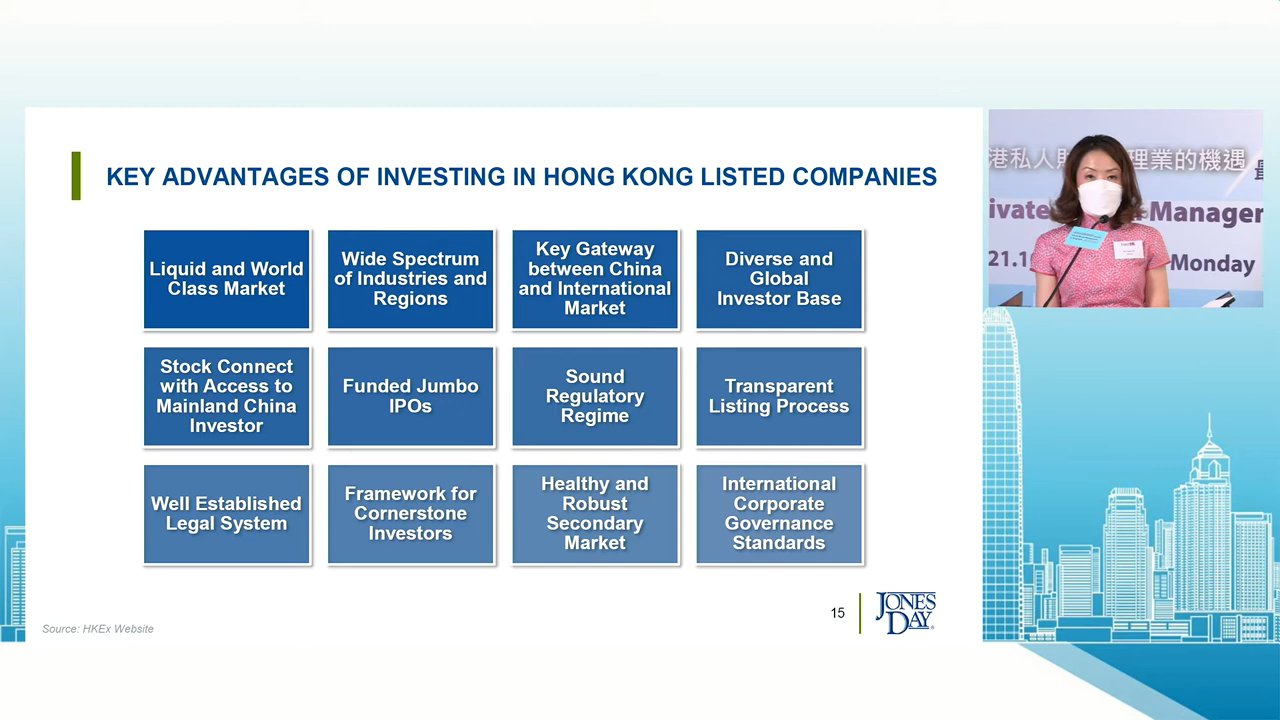 KEY ADVANTAGES OF INVESTING IN HONG KONG LISTED COMPANIES
Liquid and World
Class Market
Wide Spectrum
of Industries and
Regions
Key Gateway
between China
and International
Market
Diverse and
Global
Investor Base
Stock Connect
with Access to
Mainland China
Investor
Funded Jumbo
IPOs
Sound
Regulatory
Regime
Transparent
Listing Process
Well Established
Legal System
Framework for
Cornerstone
Investors
Healthy and
Robust
Secondary
Market
International
Corporate
Governance
Standards
Source: HKEx Website
15
JONES
DAY
®
港私人財 理業的機遇
ivate Manager
21.1 Monday